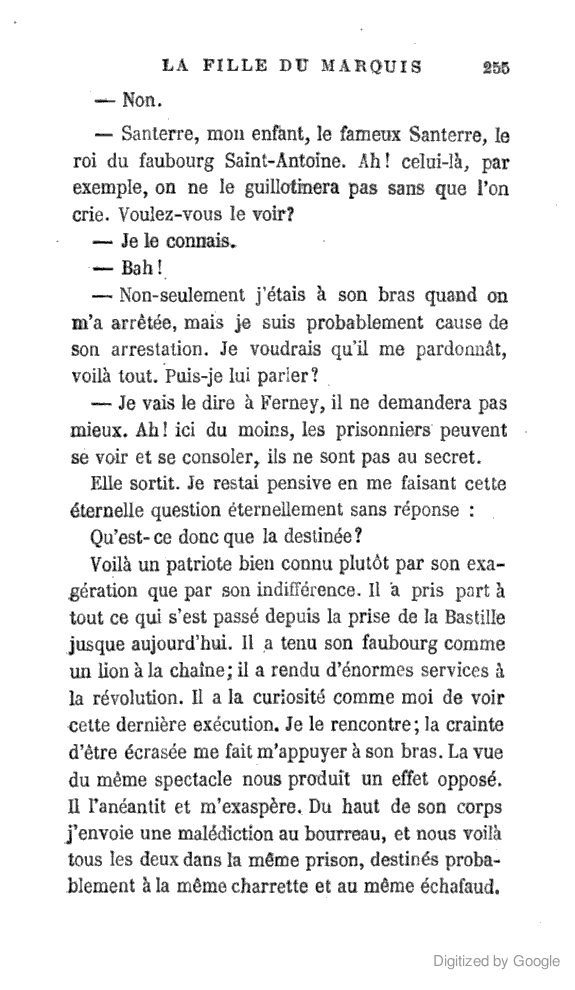 LA FILLE DU MARQUIS 255
— Non.
— Santerre, mon enfant, le fameux Santerre, le
roi du faubourg Saint-Antoine. Ah! celui-là, par
exemple, on ne le guillotinera pas sans que l'on
crie. Voulez-vous le voir?
— Je le connais.
— Bah!
— Non-seulement j'étais à son bras quand on
m'a arrêtée, mais je suis probablement cause de
son arrestation. Je voudrais qu'il me pardonnât,
voilà tout. Puis-je lui parler?
— Je vais le dire à Ferney, il ne demandera pas
mieux. Ah! ici du moins, les prisonniers peuvent
se voir et se consoler, ils ne sont pas au secret.
Elle sortit. Je restai pensive en me faisant cette
éternelle question éternellement sans réponse :
Qu'est-ce donc que la destinée?
Voilà un patriote bien connu plutôt par son exa-
gération que par son indifférence. Il a pris part à
tout ce qui s'est passé depuis la prise de la Bastille
jusque aujourd'hui. Il a tenu son faubourg comme
un lion à la chaîne; il a rendu d'énormes services à
la révolution. Il a la curiosité comme moi de voir
cette dernière exécution. Je le rencontre; la crainte
d'être écrasée me fait m'appuyer à son bras. La vue
du même spectacle nous produit un effet opposé.
Il l'anéantit et m'exaspère. Du haut de son corps
j'envoie une malédiction au bourreau, et nous voilà
tous les deux dans la même prison, destinés proba-
blement à la même charrette et au même échafaud.
Digitized by Google